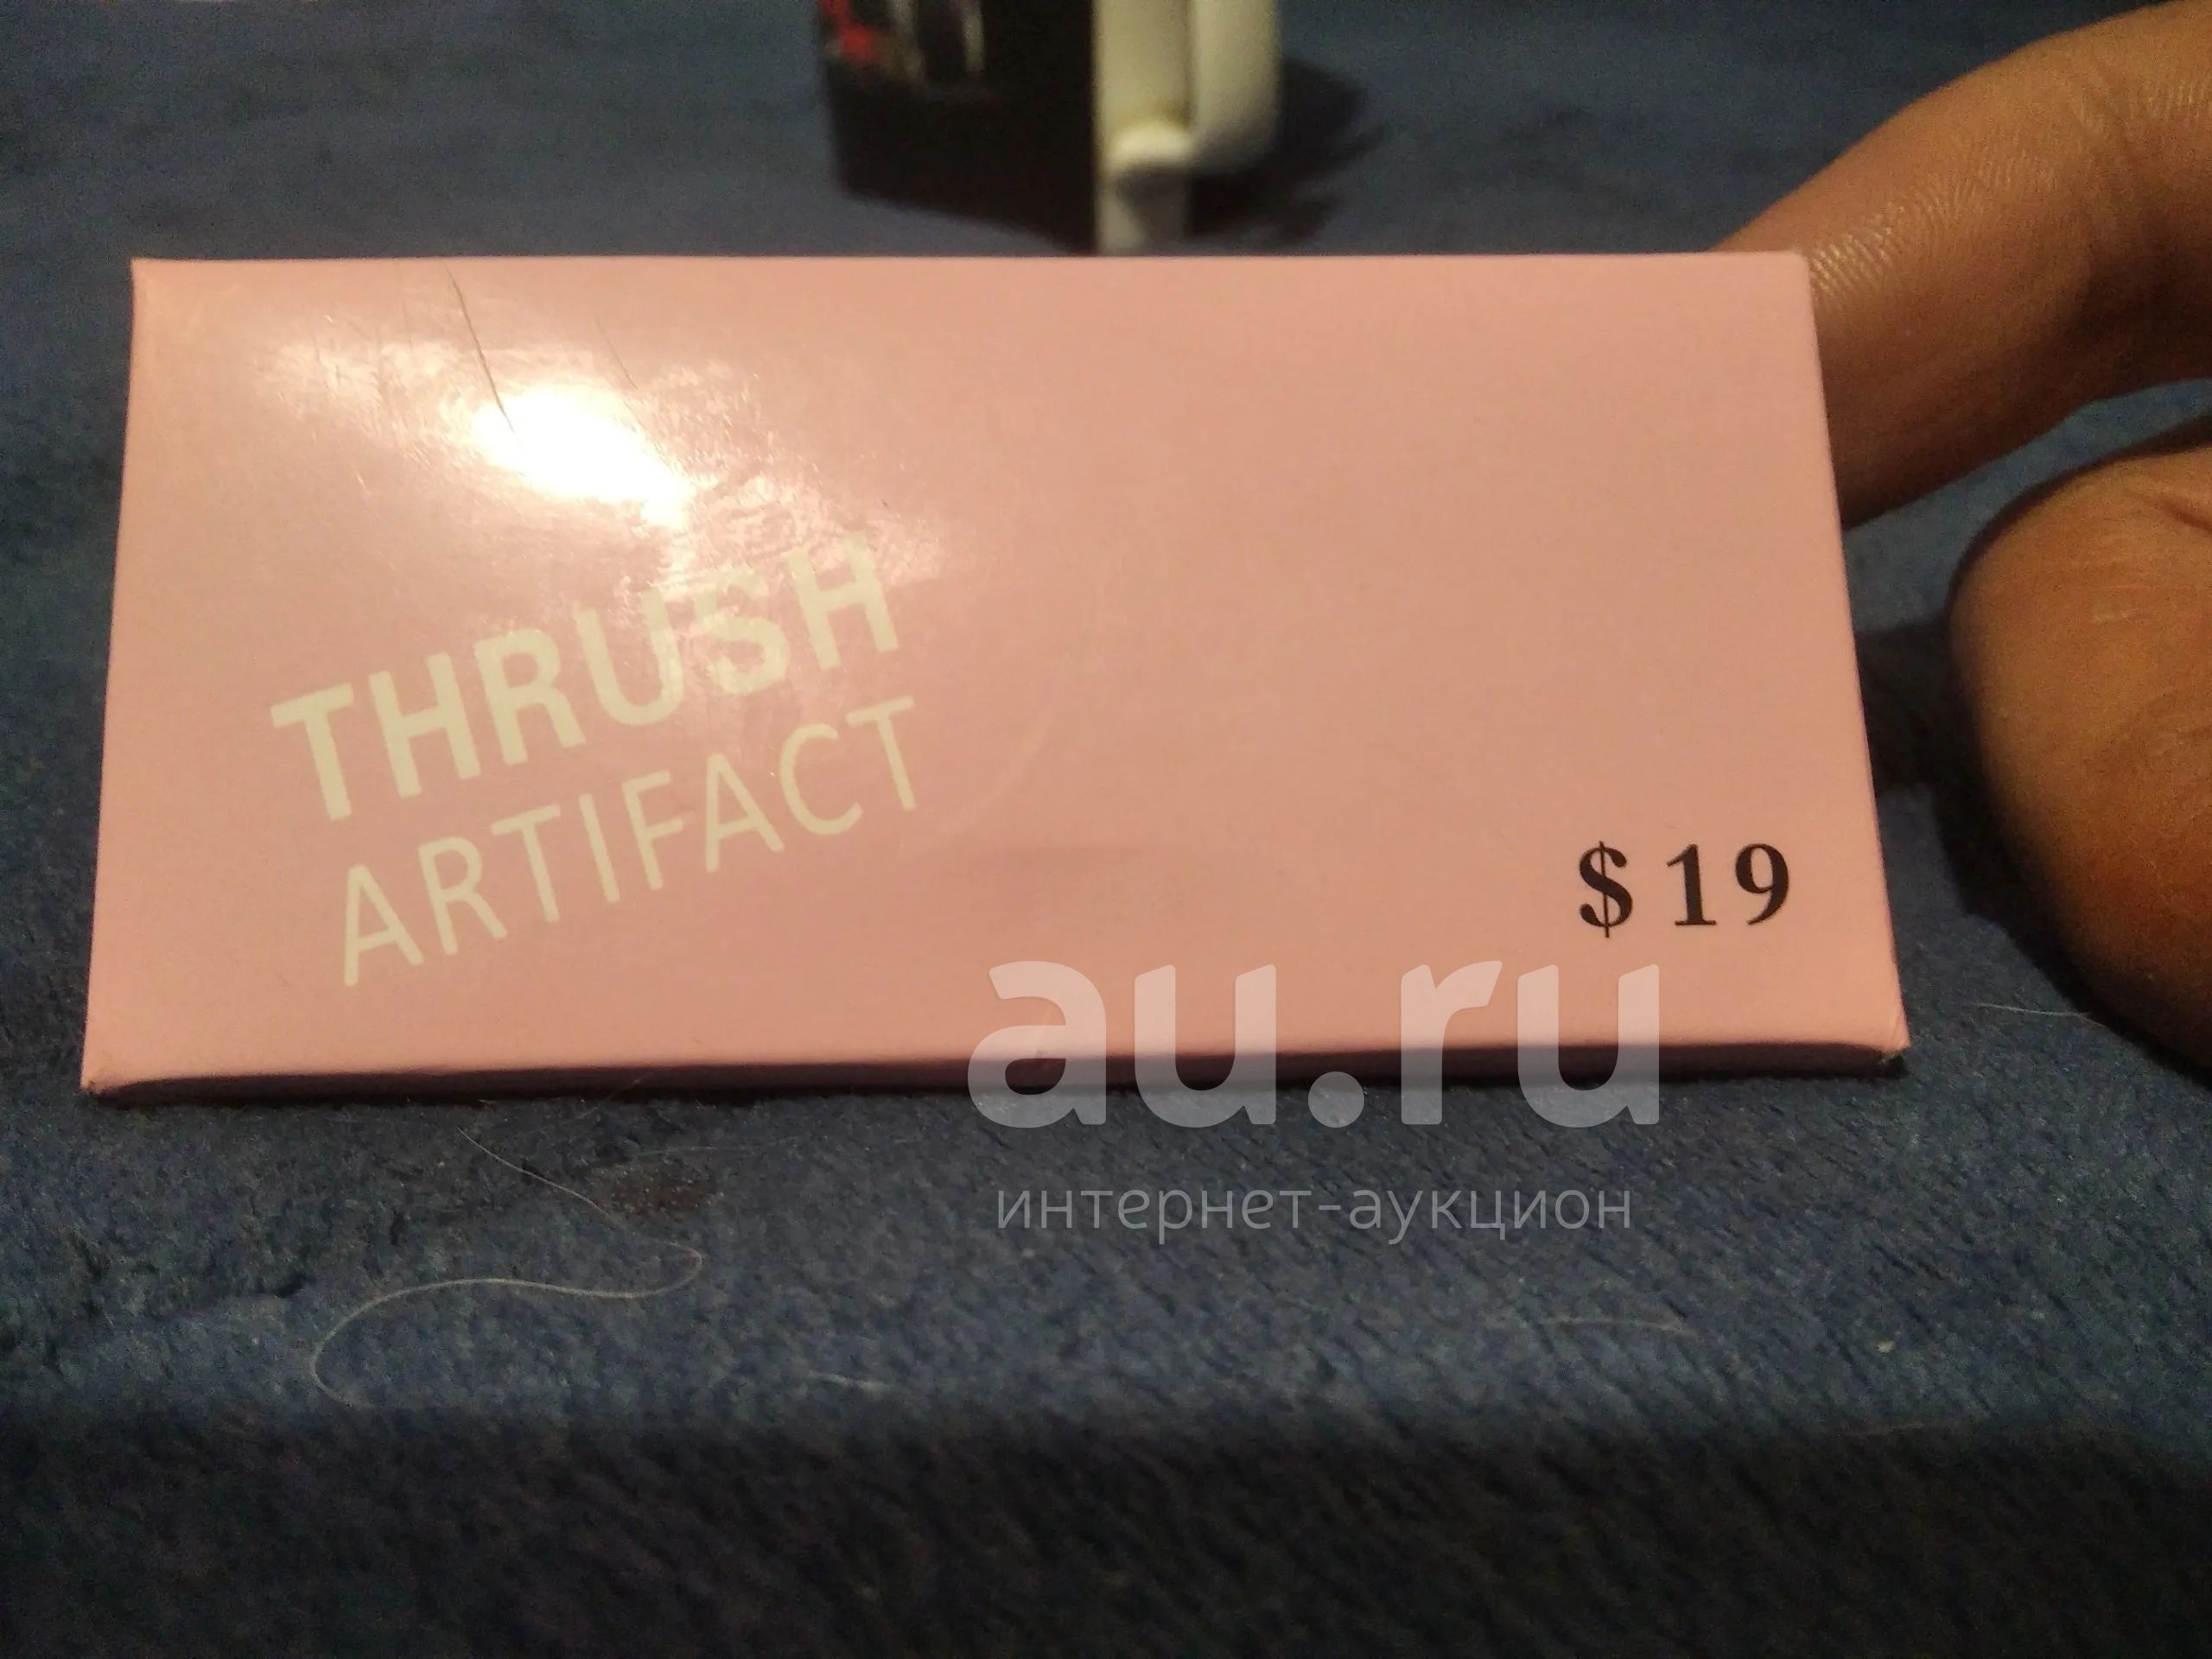 THRUSH
ARTIFACT
$ 19
au.ru
интернет-аукцион